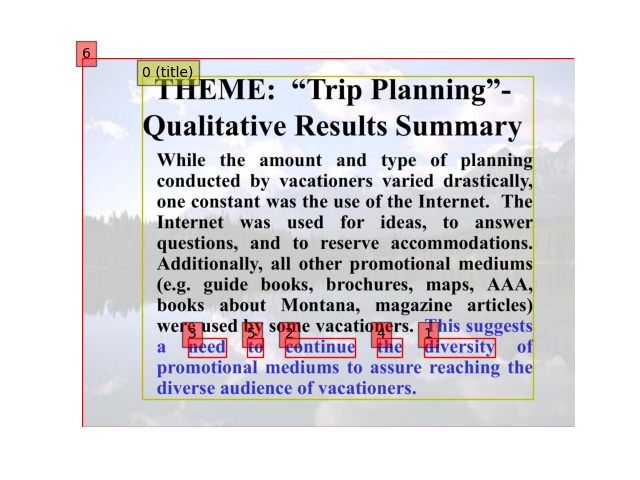 THEME: “Trip Planning”-
Qualitative Results Summary
While the amount and type of planning
conducted by vacationers varied drastically,
one constant was the use of the Internet. The
Internet was used for ideas, to answer
questions, and to reserve accommodations.
Additionally, all other promotional mediums
(e.g. guide books, brochures, maps, AAA,
books about Montana, magazine articles)
were used by some vacationers. This suggests
a need to continue the diversity of
promotional mediums to assure reaching the
diverse audience of vacationers.
6
0 (title)
3 5 2 4 1